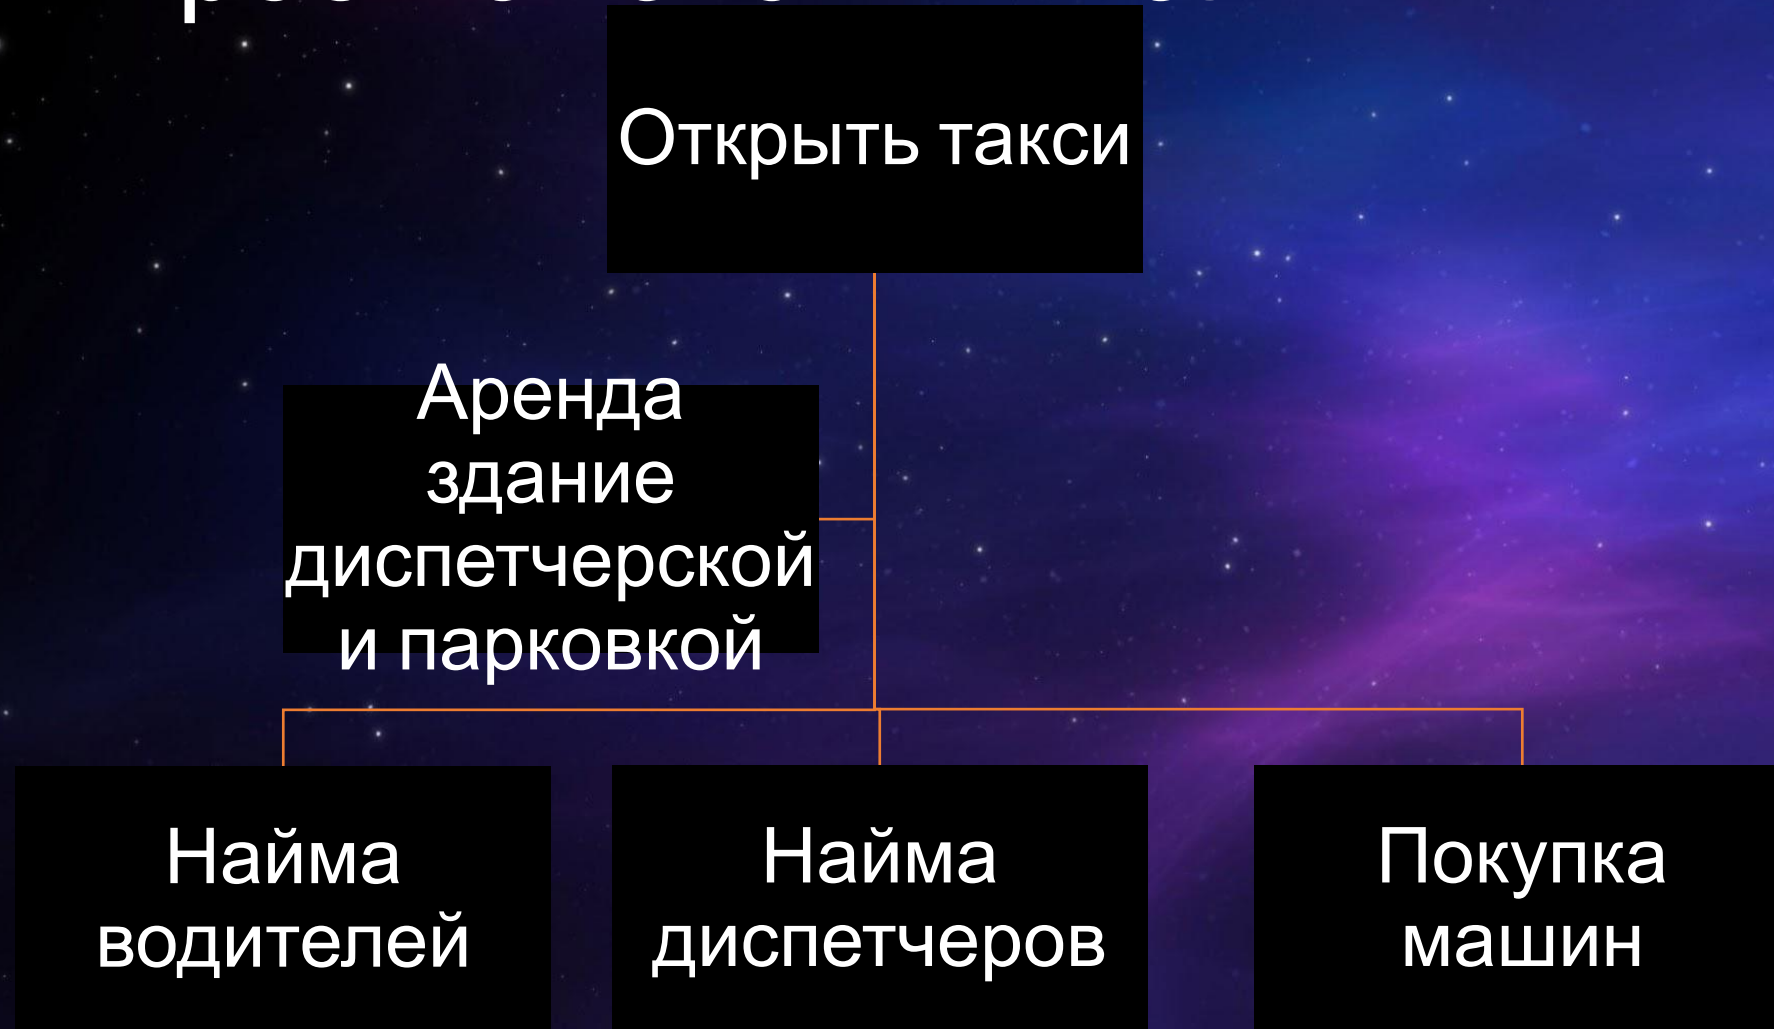 Открыть такси
Аренда
здание
диспетчерской
и парковкой
Найма
водителей
Найма
диспетчеров
Покупка
машин